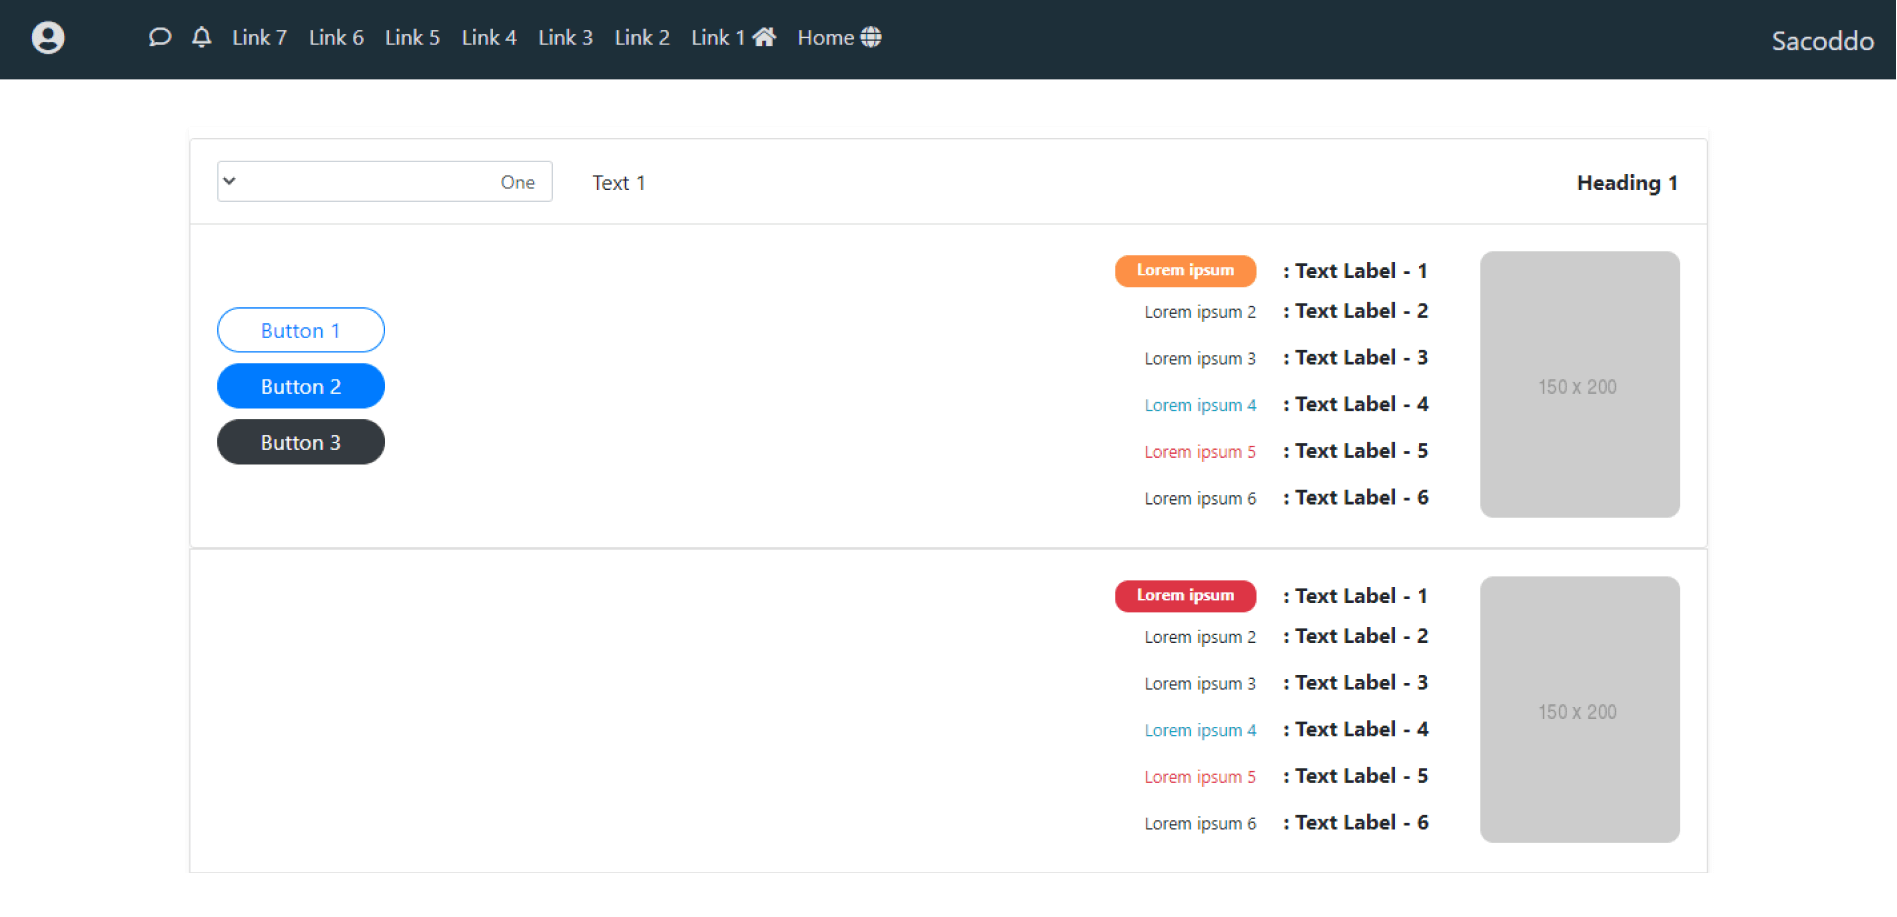 Link 7 Link 6 Link 5 Link 4 Link 3 Link 2 Link 1 Home Sacoddo
One Text 1 Heading 1
Lorem ipsum : Text Label - 1
Lorem ipsum 2 : Text Label - 2
Button 1
Lorem ipsum 3 : Text Label - 3
Button 2 150 x 200
Lorem ipsum 4 : Text Label - 4
Button 3
Lorem ipsum 5 : Text Label - 5
Lorem ipsum 6 : Text Label - 6
Lorem ipsum : Text Label - 1
Lorem ipsum 2 : Text Label - 2
Lorem ipsum 3 : Text Label - 3
150 x 200
Lorem ipsum 4 : Text Label - 4
Lorem ipsum 5 : Text Label - 5
Lorem ipsum 6 : Text Label - 6